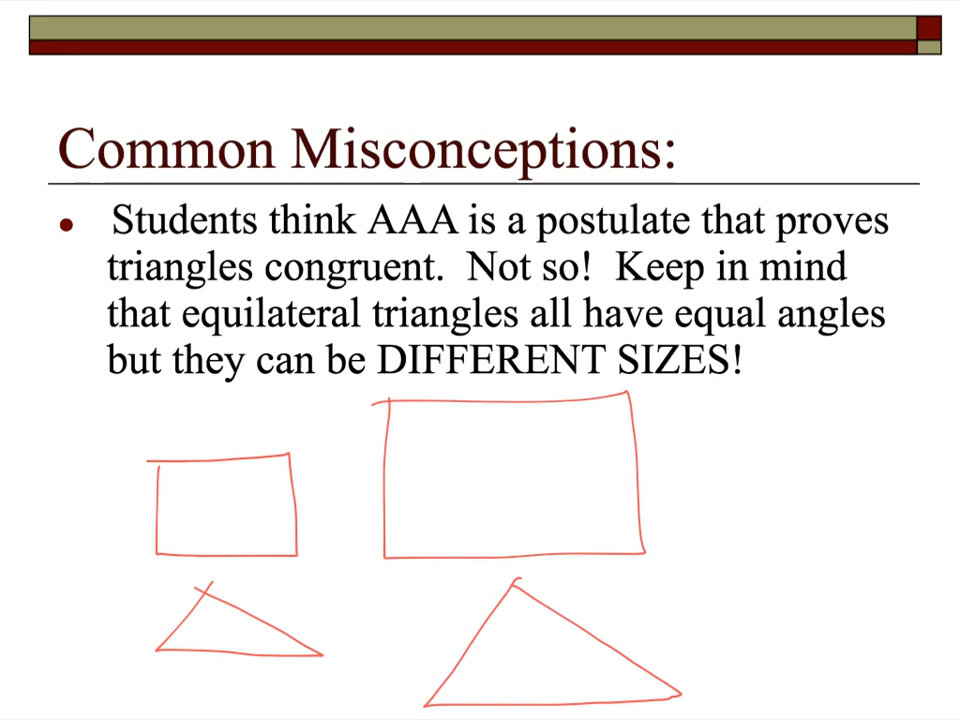 Common Misconceptions:
• Students think AAA is a postulate that proves
triangles congruent. Not so! Keep in mind
that equilateral triangles all have equal angles
but they can be DIFFERENT SIZES!